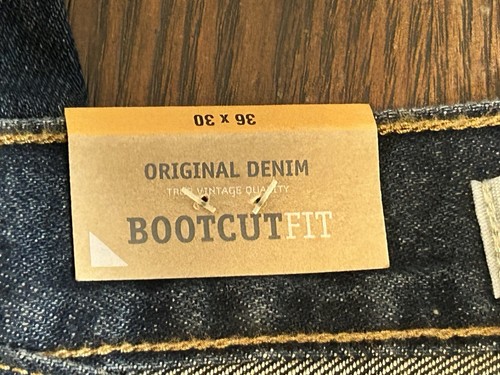 36 x 30
ORIGINAL DENIM
TRUE VINTAGE QUALITY
BOOTCUTFIT